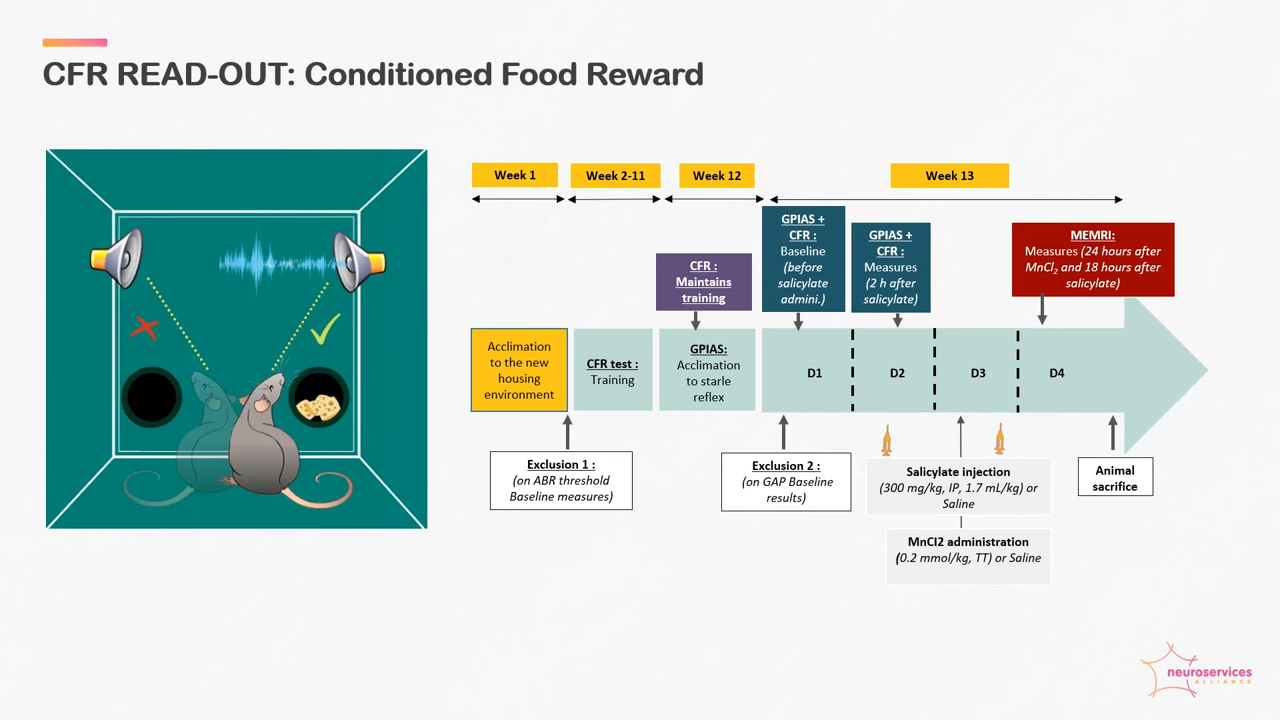 CFR READ-OUT: Conditioned Food Reward
Week 1
Week 2-11
Week 12
Week 13
GPIAS +
CFR :
Baseline
(before
salicylate
admini.)
GPIAS +
CFR :
Measures
(2 h after
salicylate)
MEMRI:
Measures (24 hours after
MnCl₂ and 18 hours after
salicylate)
CFR :
Maintains
training
Acclimation
to the new
housing
environment
CFR test :
Training
GPIAS:
Acclimation
to starle
reflex
D1
D2
D3
D4
Exclusion 1 :
(on ABR threshold
Baseline measures)
Exclusion 2 :
(on GAP Baseline
results)
Salicylate injection
(300 mg/kg, IP, 1.7 mL/kg) or
Saline
Animal
sacrifice
MnCl2 administration
(0.2 mmol/kg, TT) or Saline
neuroservices
ALLIANCE